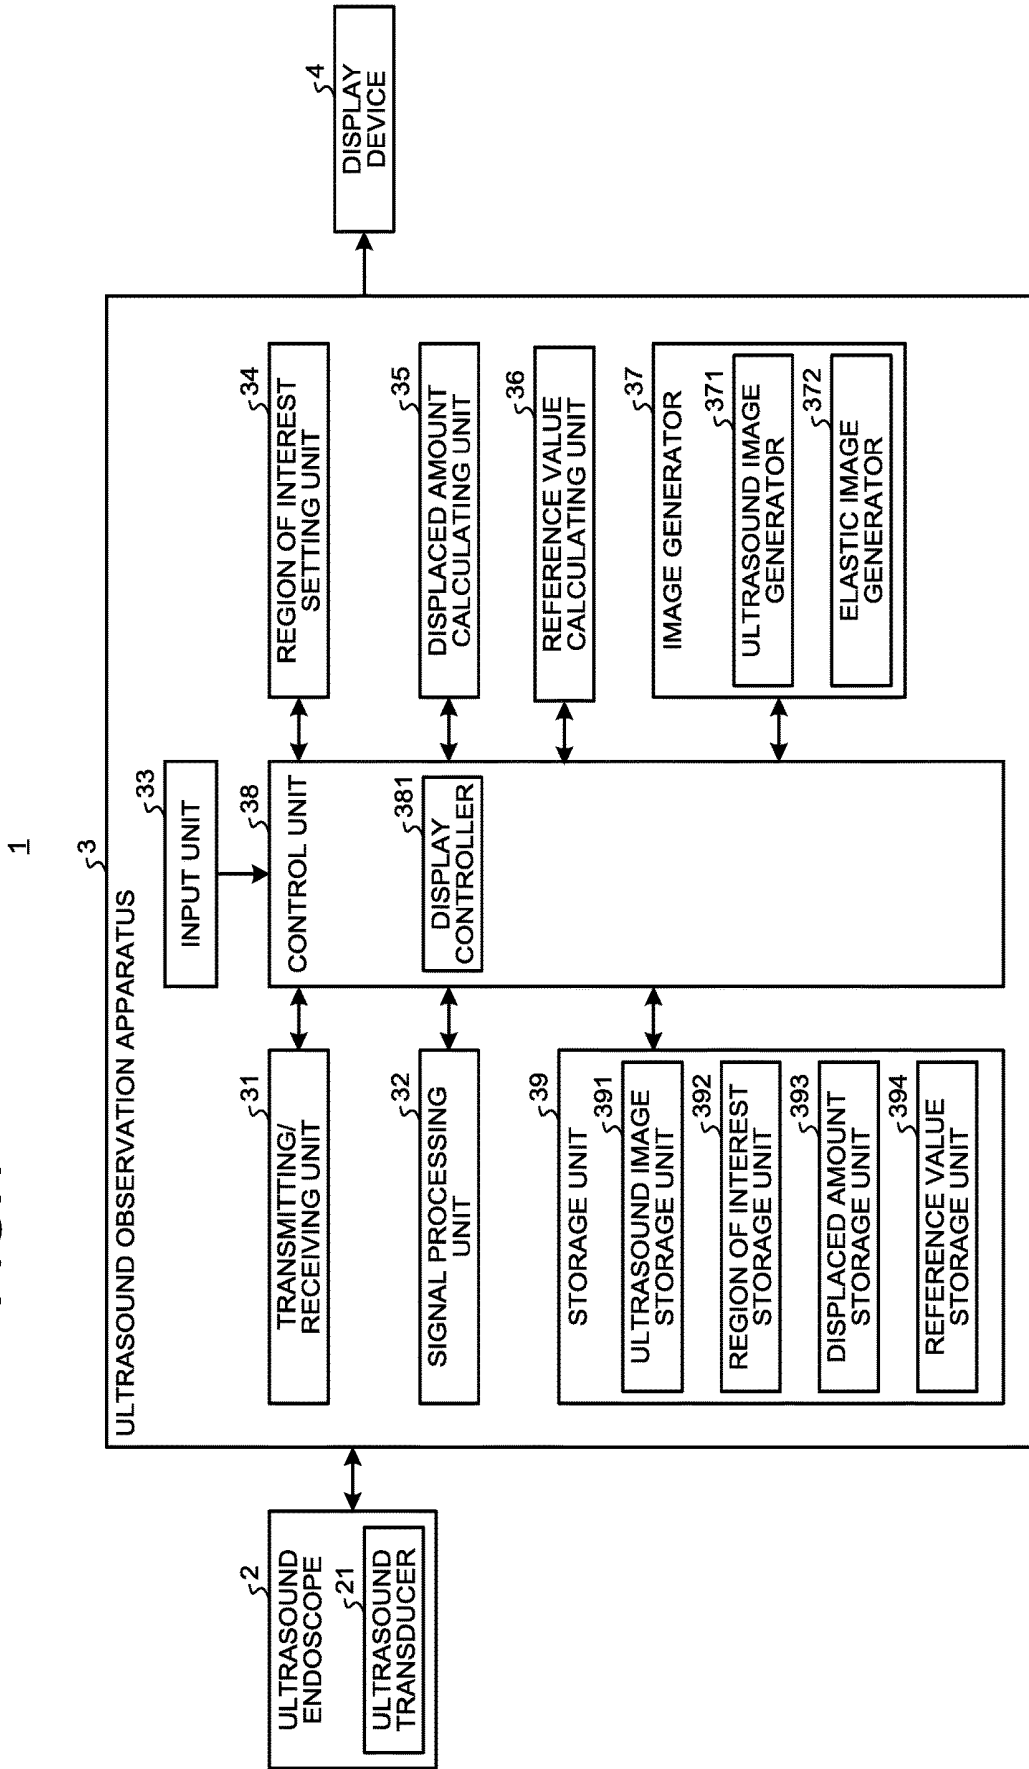 1
ULTRASOUND OBSERVATION APPARATUS
3
2
ULTRASOUND
ENDOSCOPE
21
ULTRASOUND
TRANSDUCER
31
TRANSMITTING/
RECEIVING UNIT
32
SIGNAL PROCESSING
UNIT
39
STORAGE UNIT
391
ULTRASOUND IMAGE
STORAGE UNIT
392
REGION OF INTEREST
STORAGE UNIT
393
DISPLACED AMOUNT
STORAGE UNIT
394
REFERENCE VALUE
STORAGE UNIT
33
INPUT UNIT
38
CONTROL UNIT
381
DISPLAY
CONTROLLER
34
REGION OF INTEREST
SETTING UNIT
35
DISPLACED AMOUNT
CALCULATING UNIT
36
REFERENCE VALUE
CALCULATING UNIT
37
IMAGE GENERATOR
371
ULTRASOUND IMAGE
GENERATOR
372
ELASTIC IMAGE
GENERATOR
4
DISPLAY
DEVICE